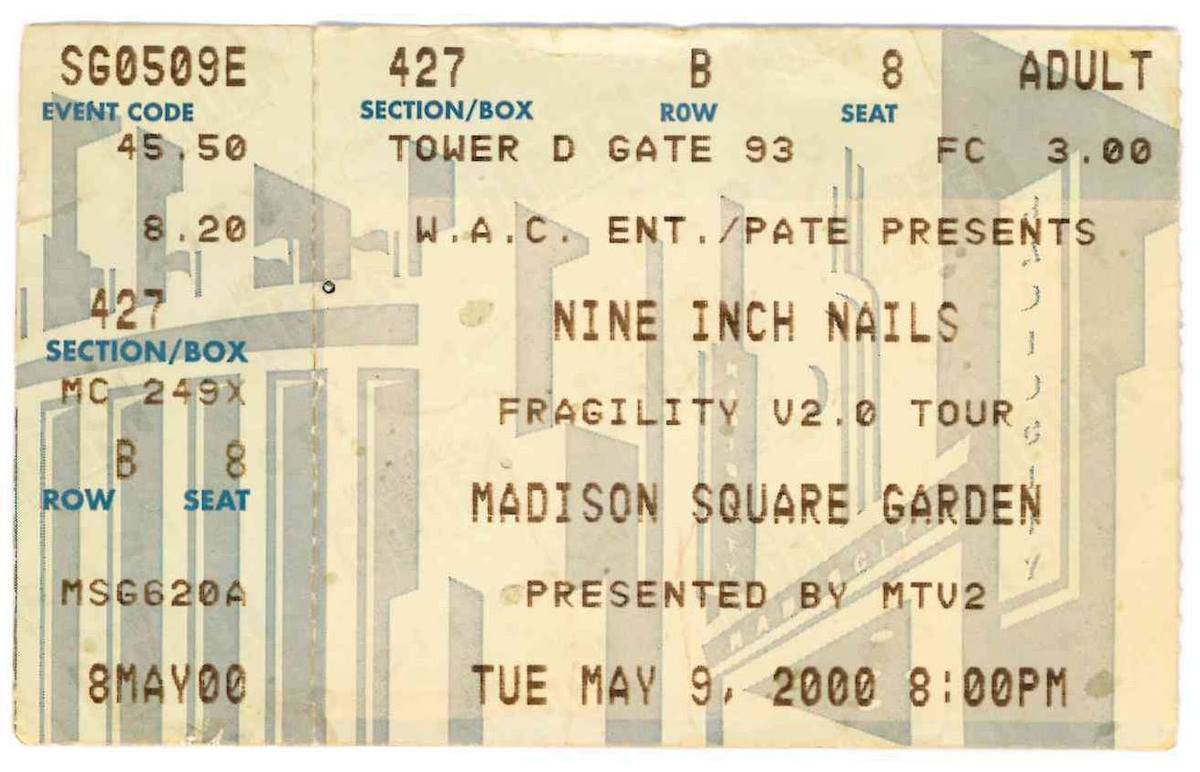 SG0509E 427 B 8 ADULT
EVENT CODE SECTION/BOX ROW SEAT
45.50 TOWER D GATE 93 FC 3.00
8.20 W.A.C. ENT./PATE PRESENTS
427 NINE INCH NAILS
SECTION/BOX
MC 249X FRAGILITY V2.0 TOUR
B 8 MADISON SQUARE GARDEN
ROW SEAT
MSG620A PRESENTED BY MTV2
8MAY00 TUE MAY 9, 2000 8:00PM